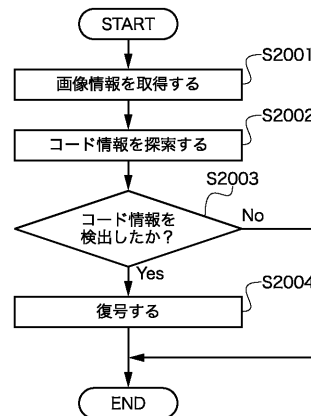 START
S2001
画像情報を取得する
S2002
コード情報を探索する
S2003
コード情報を
検出したか?
No
Yes
S2004
復号する
END